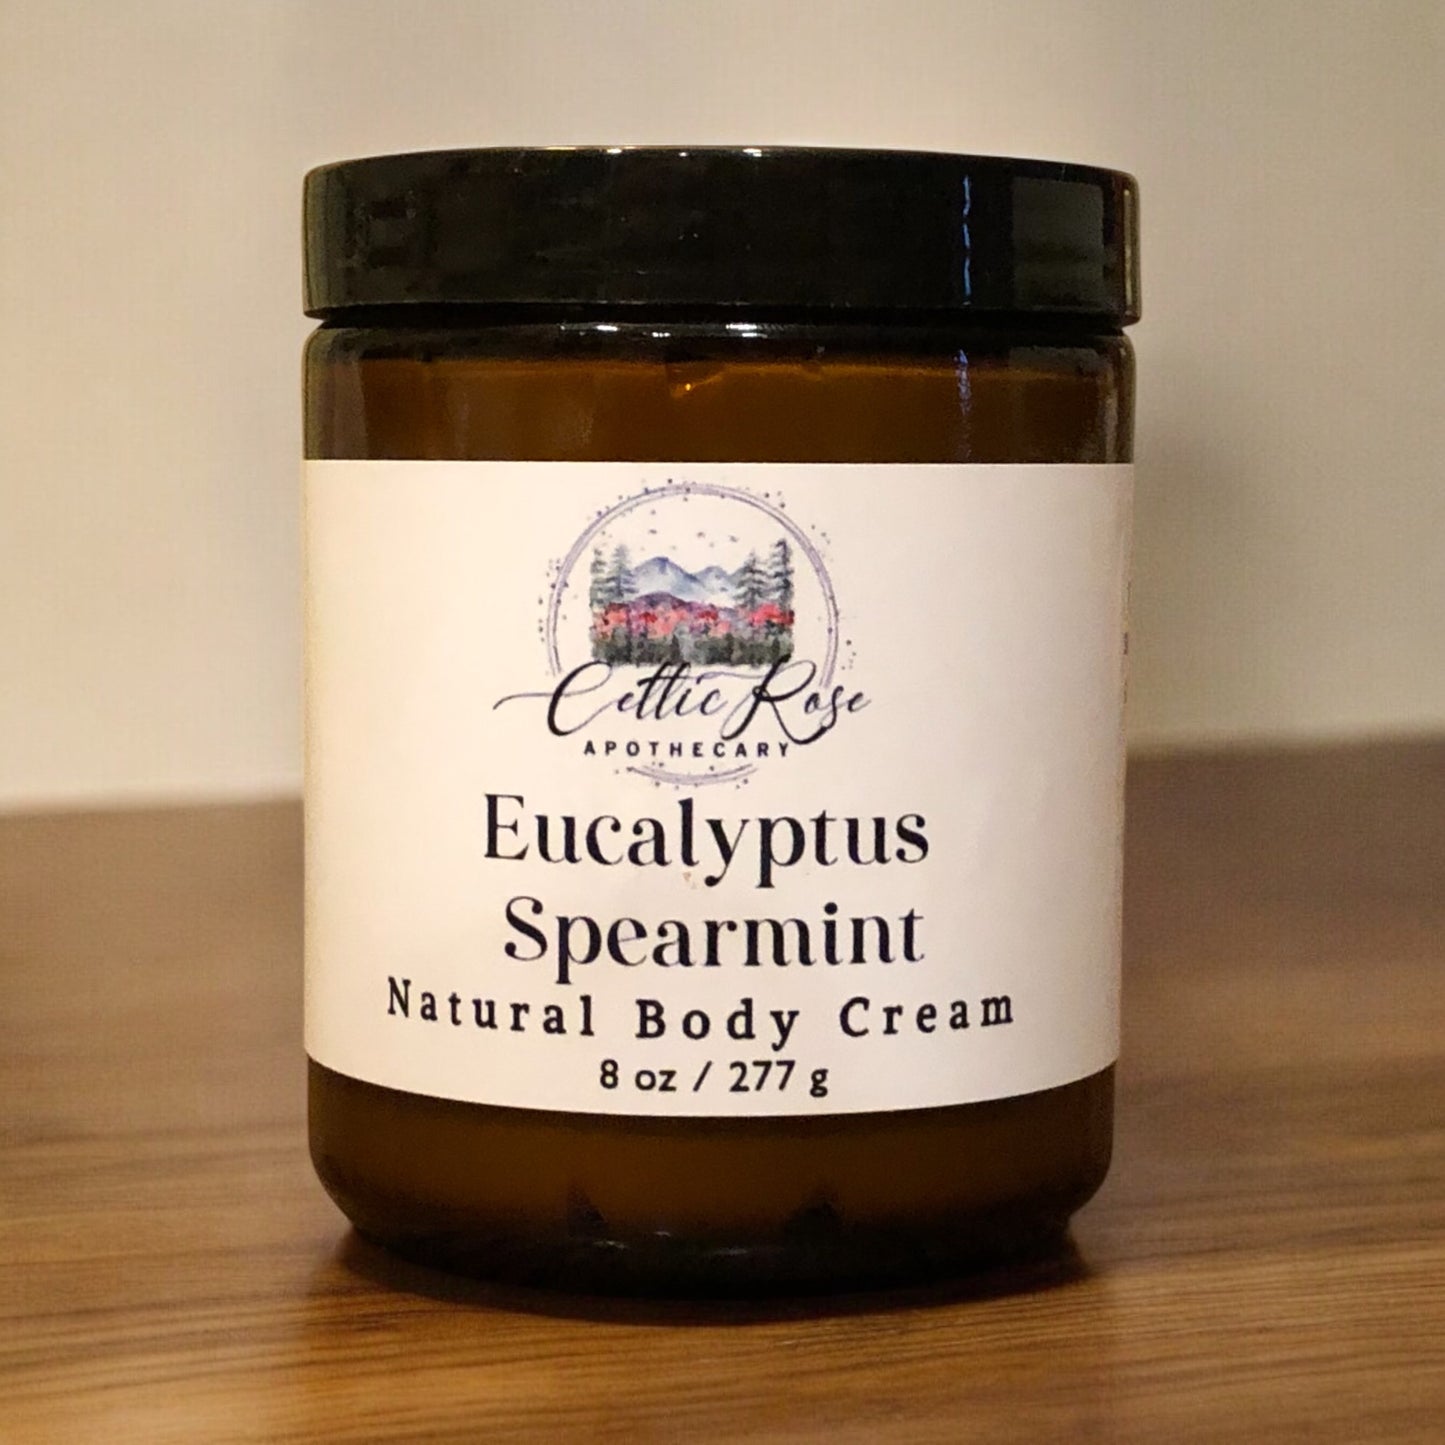 Celtic Rose
APOTHECARY
Eucalyptus
Spearmint
Natural Body Cream
8 oz / 277 g